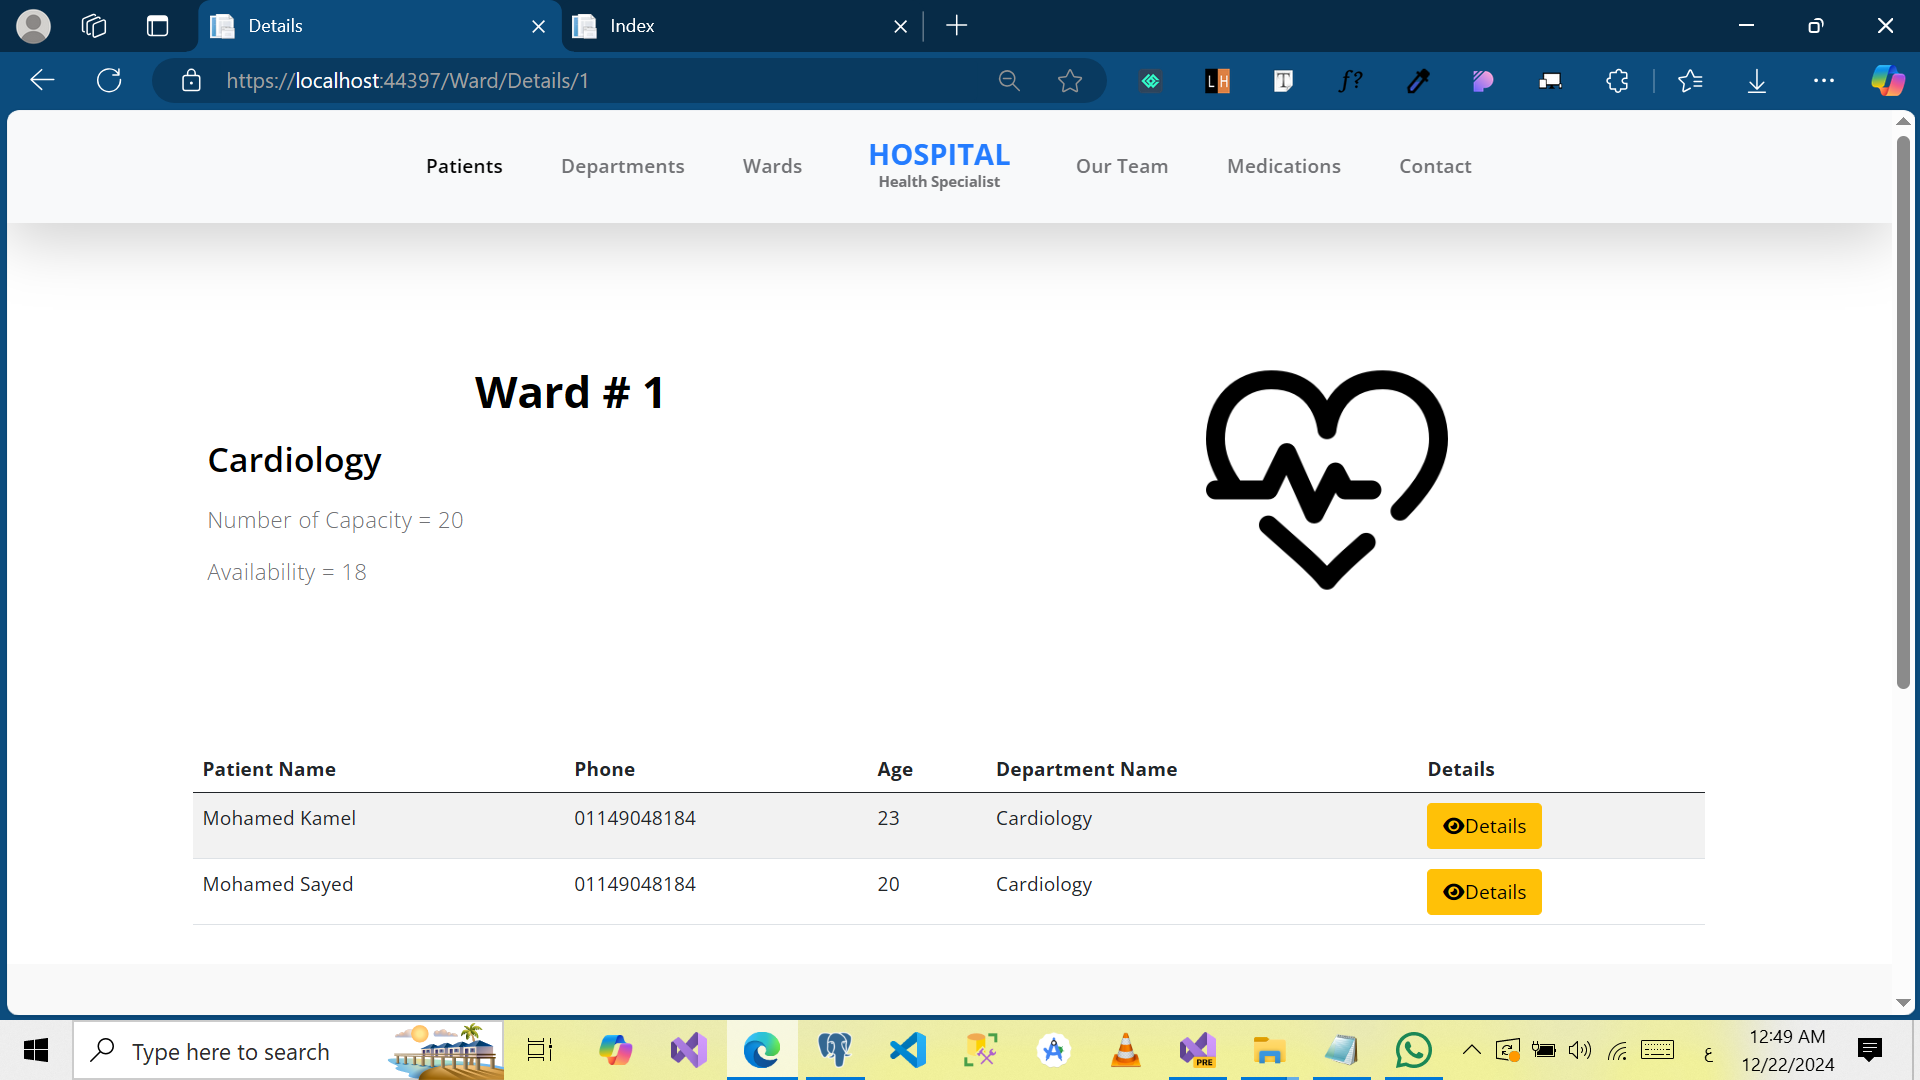 Details
Index
https://localhost:44397/Ward/Details/1
LH
T
f?
Patients
Departments
Wards
HOSPITAL
Health Specialist
Our Team
Medications
Contact
Ward # 1
Cardiology
Number of Capacity = 20
Availability = 18
Patient Name Phone Age Department Name Details
Mohamed Kamel 01149048184 23 Cardiology Details
Mohamed Sayed 01149048184 20 Cardiology Details
Type here to search
PRE
ع
12:49 AM
12/22/2024